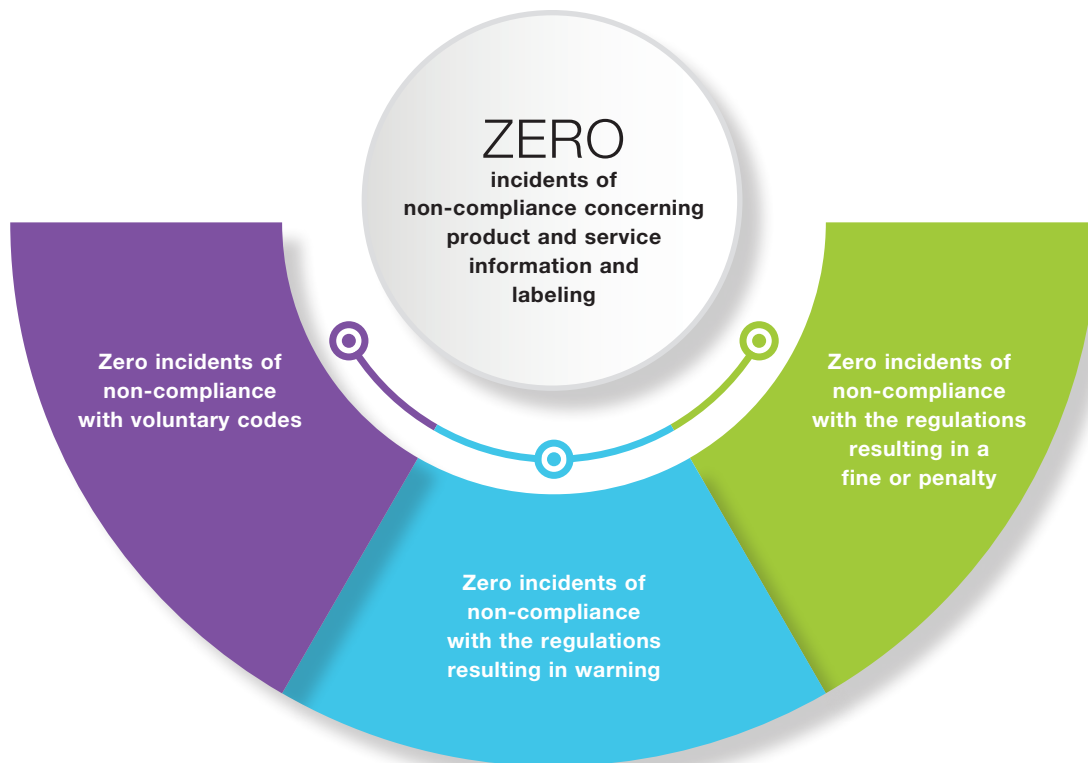 ZERO
incidents of
non-compliance concerning
product and service
information and
labeling
Zero incidents of
non-compliance
with voluntary codes
Zero incidents of
non-compliance
with the regulations
resulting in warning
Zero incidents of
non-compliance
with the regulations
resulting in a
fine or penalty